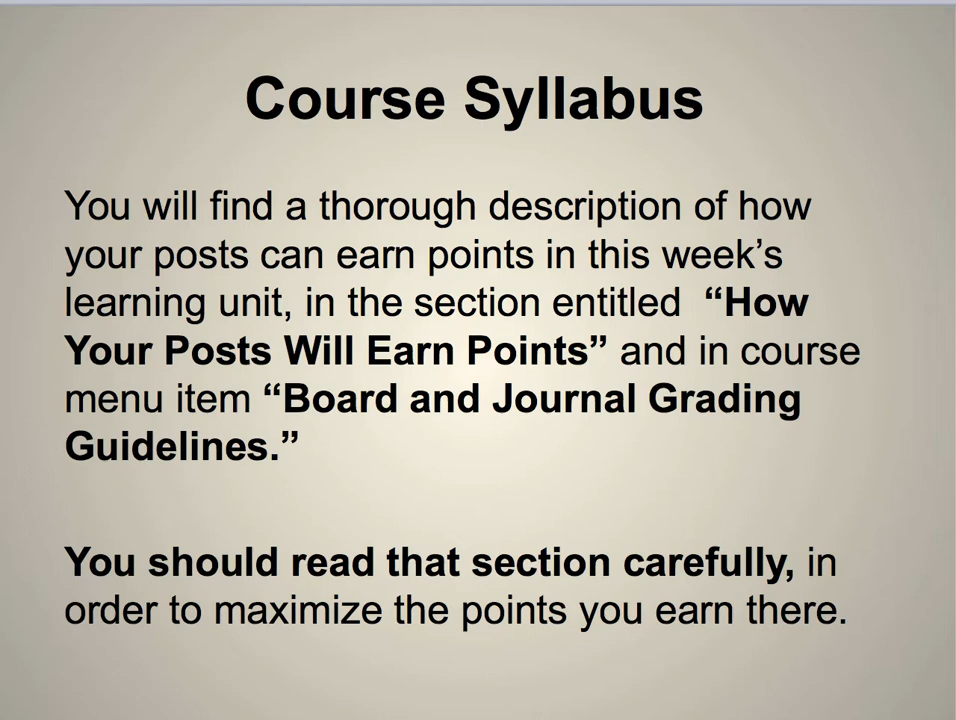 Course Syllabus
You will find a thorough description of how
your posts can earn points in this week’s
learning unit, in the section entitled “How
Your Posts Will Earn Points” and in course
menu item “Board and Journal Grading
Guidelines.”
You should read that section carefully, in
order to maximize the points you earn there.